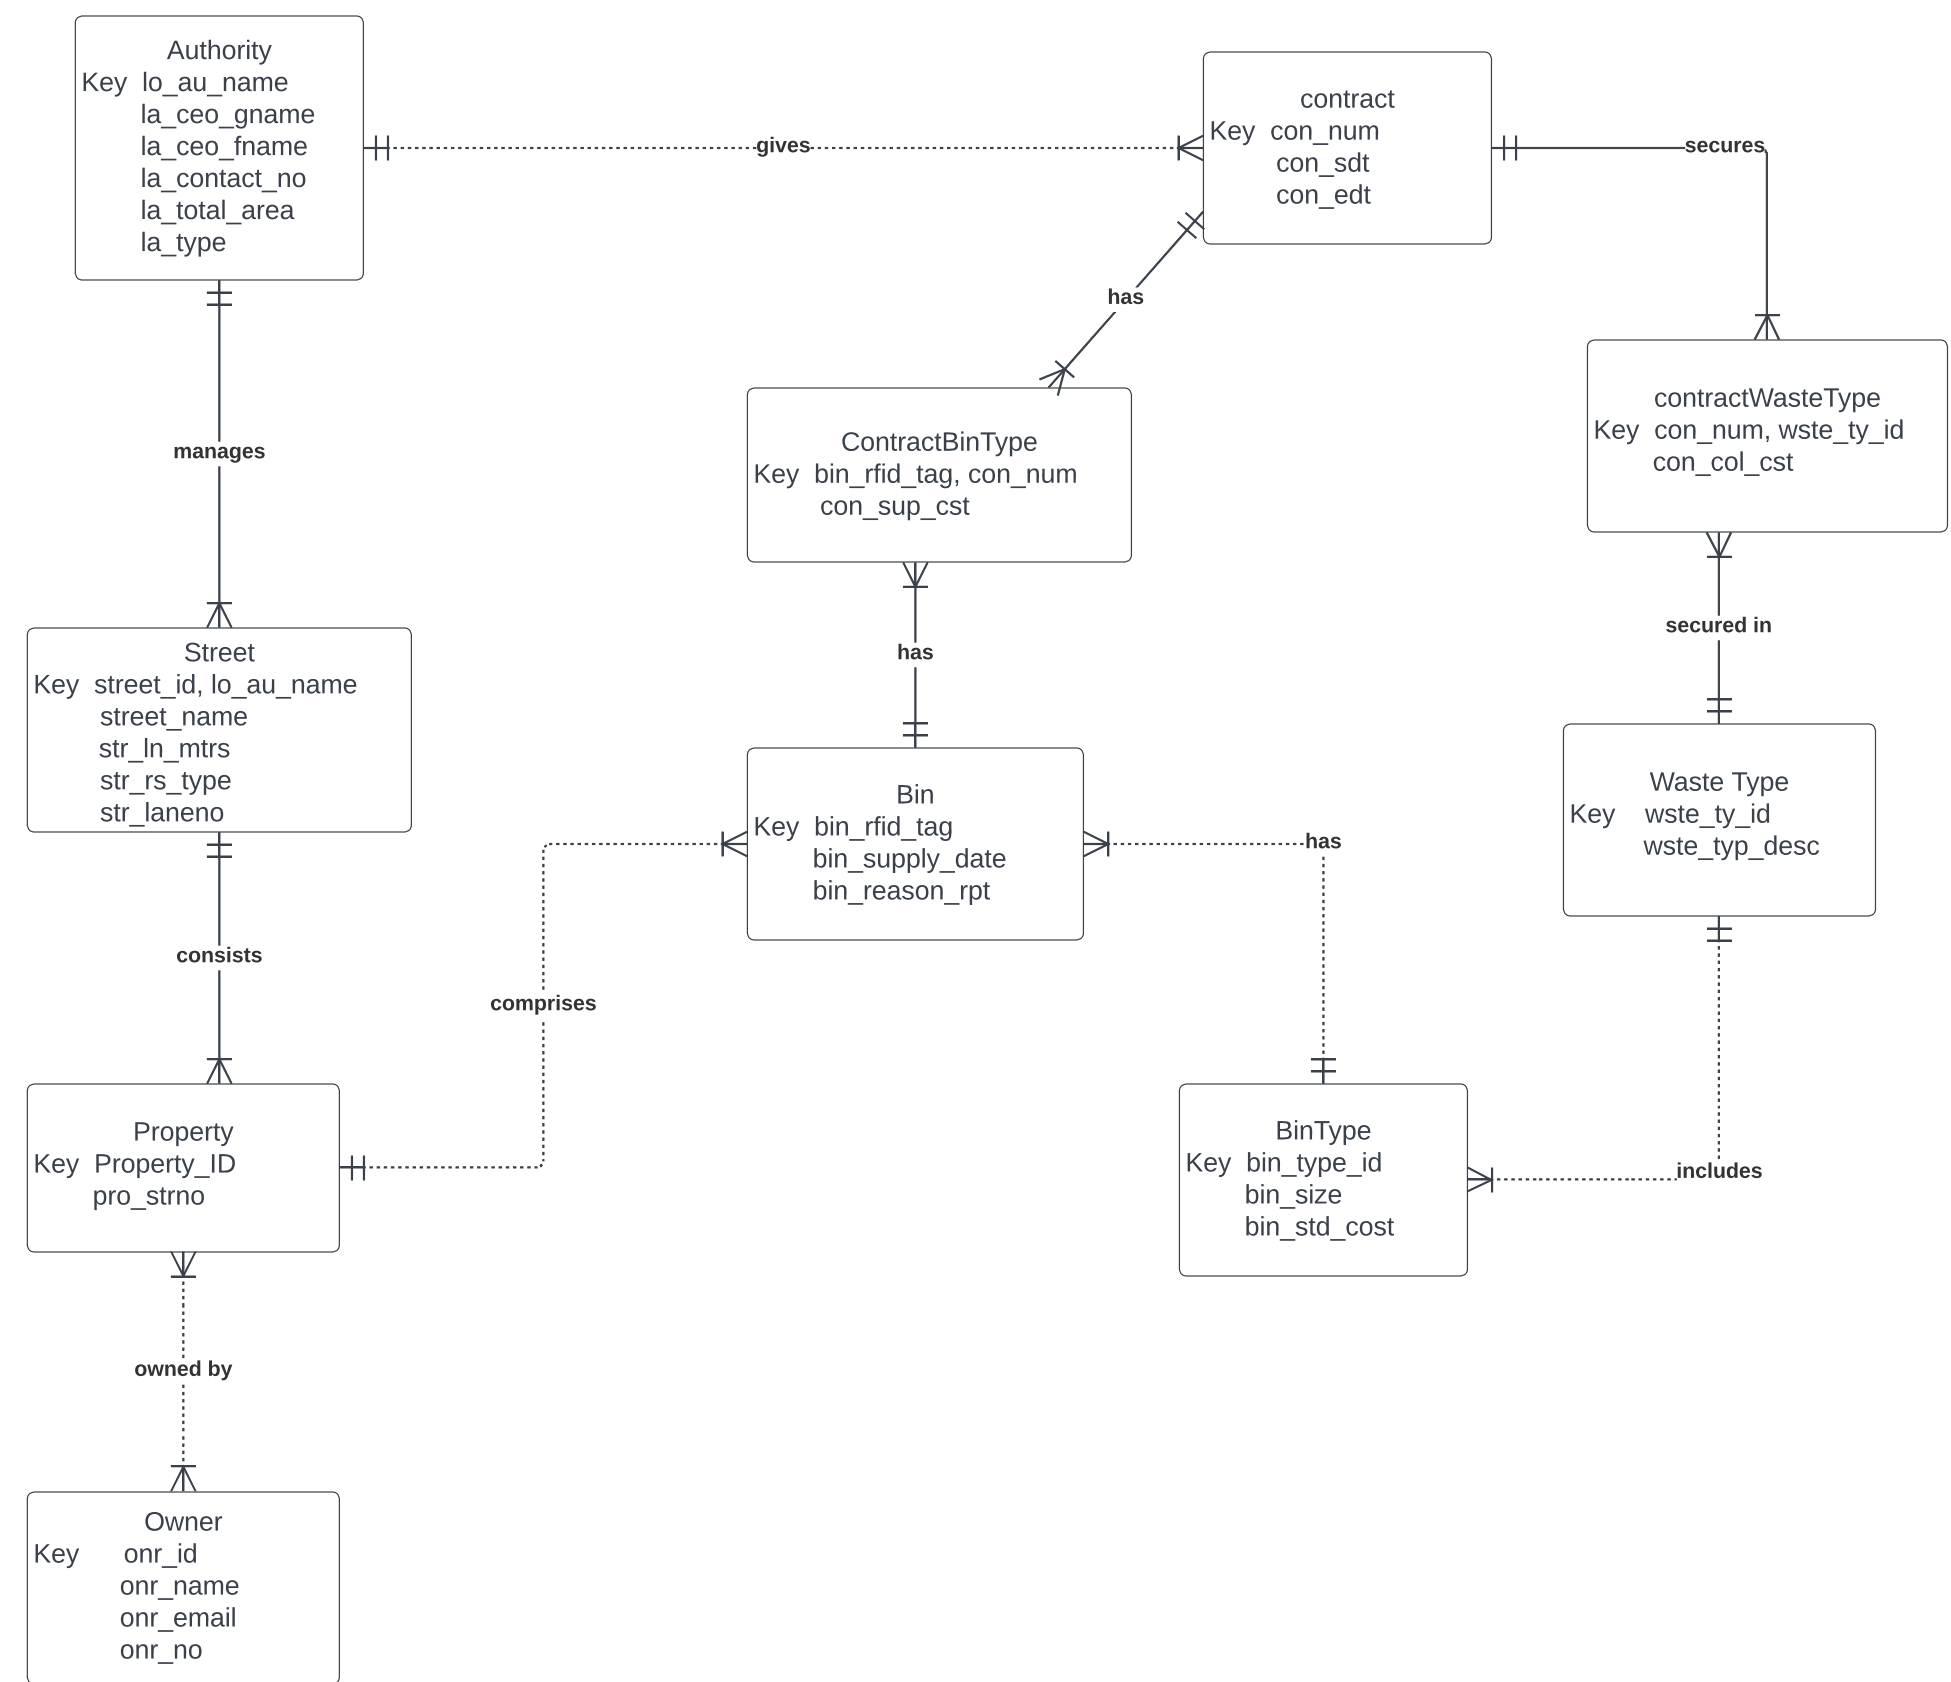 Authority
Key lo_au_name
la_ceo_gname
la_ceo_fname
la_contact_no
la_total_area
la_type
gives
contract
Key con_num
con_sdt
con_edt
secures
has
manages
ContractBinType
Key bin_rfid_tag, con_num
con_sup_cst
contractWasteType
Key con_num, wste_ty_id
con_col_cst
has
secured in
Street
Key street_id, lo_au_name
street_name
str_ln_mtrs
str_rs_type
str_laneno
Bin
Key bin_rfid_tag
bin_supply_date
bin_reason_rpt
has
Waste Type
Key wste_ty_id
wste_typ_desc
consists
comprises
Property
Key Property_ID
pro_strno
BinType
Key bin_type_id
bin_size
bin_std_cost
includes
owned by
Owner
Key onr_id
onr_name
onr_email
onr_no